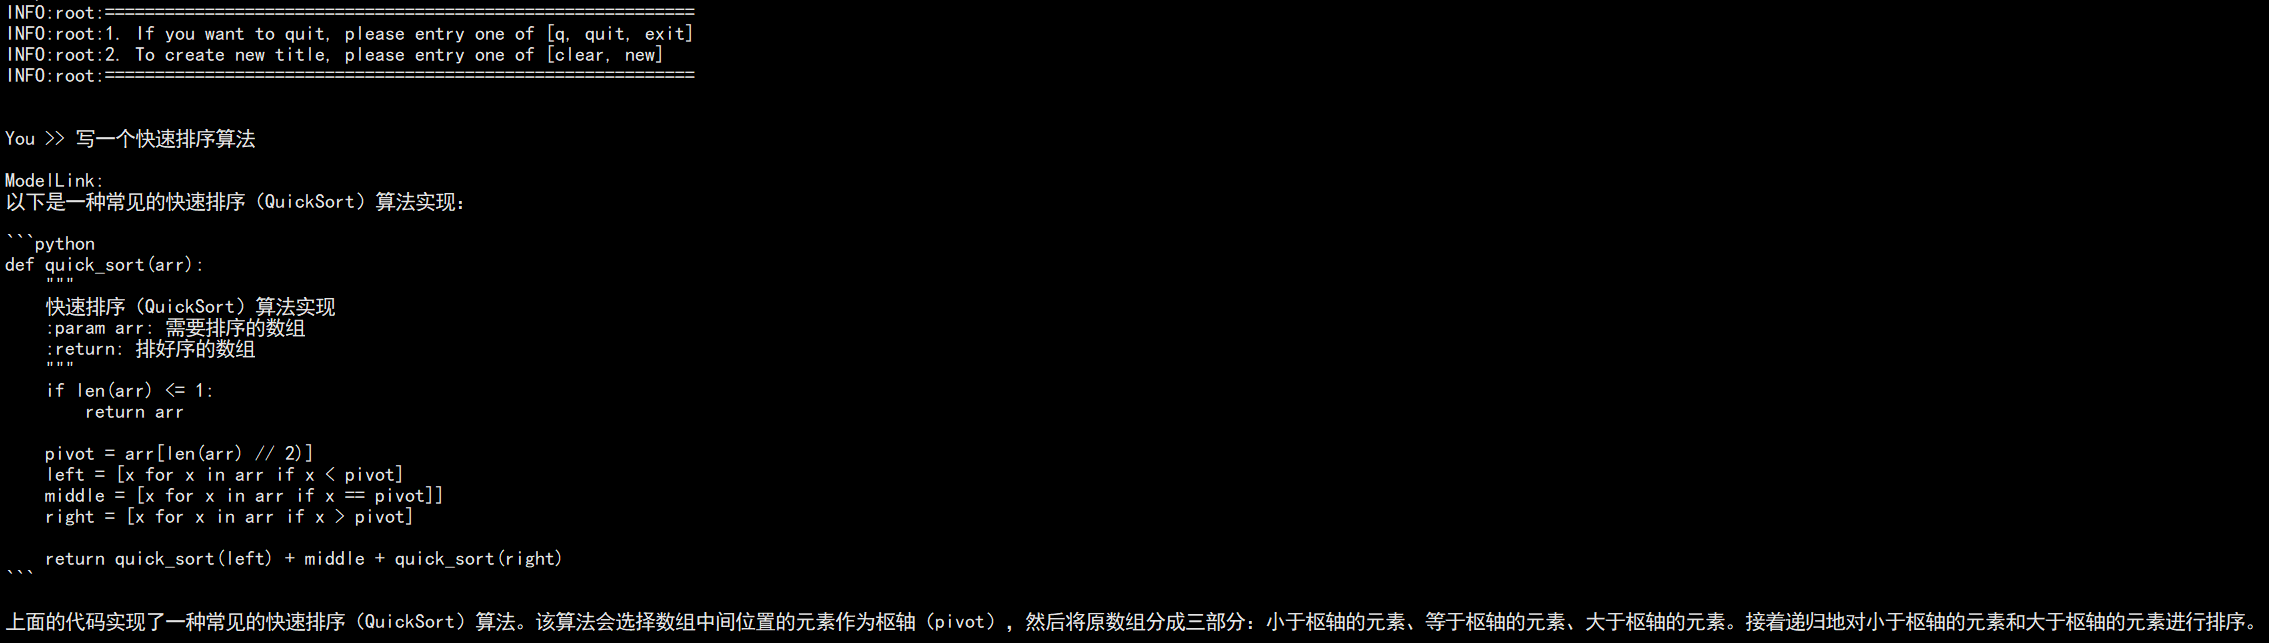 INFO:root:===========================================================
INFO:root:1. If you want to quit, please entry one of [q, quit, exit]
INFO:root:2. To create new title, please entry one of [clear, new]
INFO:root:===========================================================
You >> 写一个快速排序算法
ModelLink:
以下是一种常见的快速排序（QuickSort）算法实现：
```python
def quick_sort(arr):
    """
    快速排序（QuickSort）算法实现
    :param arr: 需要排序的数组
    :return: 排好序的数组
    """
    if len(arr) <= 1:
        return arr
    pivot = arr[len(arr) // 2)]
    left = [x for x in arr if x < pivot]
    middle = [x for x in arr if x == pivot]]
    right = [x for x in arr if x > pivot]
    return quick_sort(left) + middle + quick_sort(right)
```
上面的代码实现了一种常见的快速排序（QuickSort）算法。该算法会选择数组中间位置的元素作为枢轴（pivot），然后将原数组分成三部分：小于枢轴的元素、等于枢轴的元素、大于枢轴的元素。接着递归地对小于枢轴的元素和大于枢轴的元素进行排序。